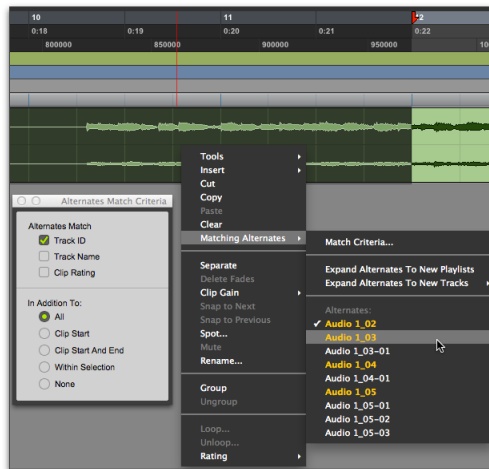 10
11
12
0:18
0:19
0:20
0:21
0:22
800000
850000
900000
950000
Alternates Match Criteria
Alternates Match
Track ID
Track Name
Clip Rating
In Addition To:
All
Clip Start
Clip Start And End
Within Selection
None
Tools
Insert
Cut
Copy
Paste
Clear
Matching Alternates
Separate
Delete Fades
Clip Gain
Snap to Next
Snap to Previous
Spot...
Mute
Rename...
Group
Ungroup
Loop...
Unloop...
Rating
Match Criteria...
Expand Alternates To New Playlists
Expand Alternates To New Tracks
Alternates:
Audio 1_02
Audio 1_03
Audio 1_03-01
Audio 1_04
Audio 1_04-01
Audio 1_05
Audio 1_05-01
Audio 1_05-02
Audio 1_05-03